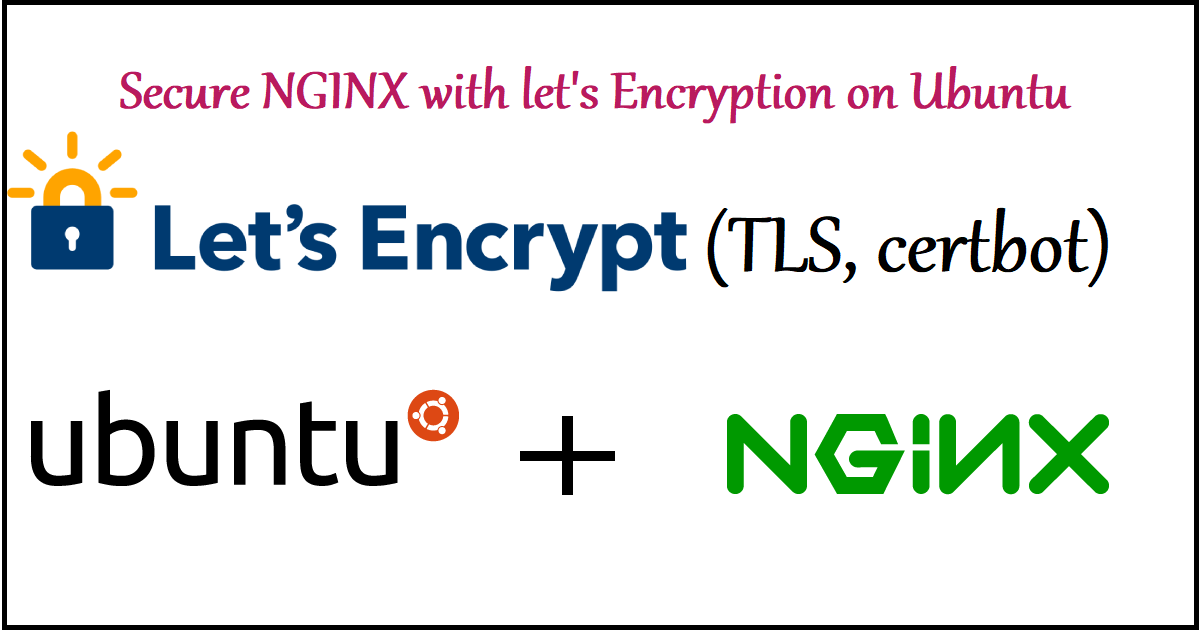 Secure NGINX with let's Encryption on Ubuntu
Let’s Encrypt (TLS, certbot)
ubuntu + NGiNX